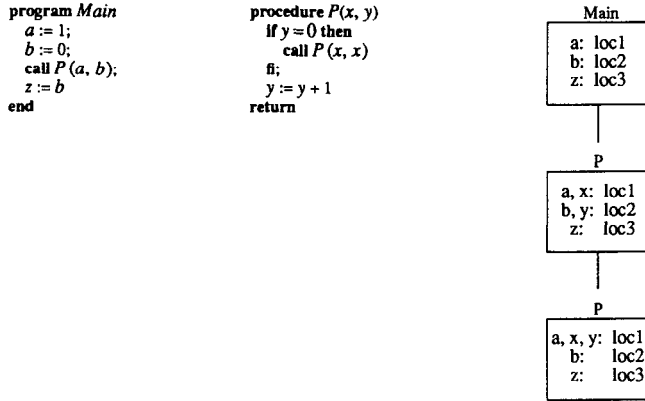 program Main
a := 1;
b := 0;
call P (a, b);
z := b
end
procedure P(x, y)
if y = 0 then
call P (x, x)
fi;
y := y + 1
return
Main
a: loc1
b: loc2
z: loc3
P
a, x: loc1
b, y: loc2
z: loc3
P
a, x, y: loc1
b: loc2
z: loc3